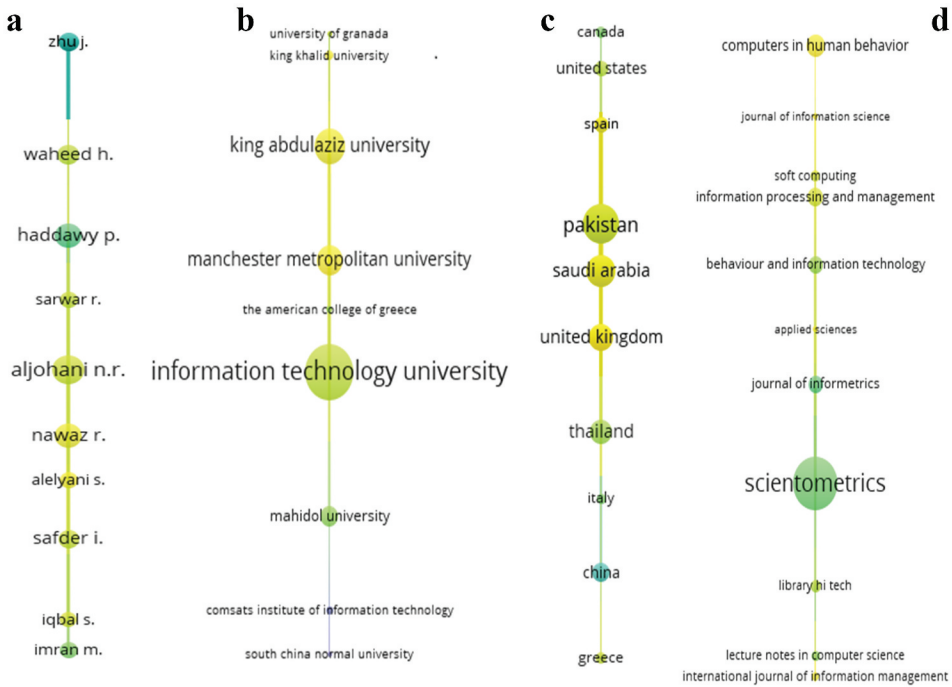 a
zhu j.
waheed h.
haddawy p.
sarwar r.
aljohani n.r.
nawaz r.
alelyani s.
safder i.
iqbal s.
imran m.
b
university of granada
king khalid university
king abdulaziz university
manchester metropolitan university
the american college of greece
information technology university
mahidol university
comsats institute of information technology
south china normal university
c
canada
united states
spain
pakistan
saudi arabia
united kingdom
thailand
italy
china
greece
d
computers in human behavior
journal of information science
soft computing
information processing and management
behaviour and information technology
applied sciences
journal of informetrics
scientometrics
library hi tech
lecture notes in computer science
international journal of information management